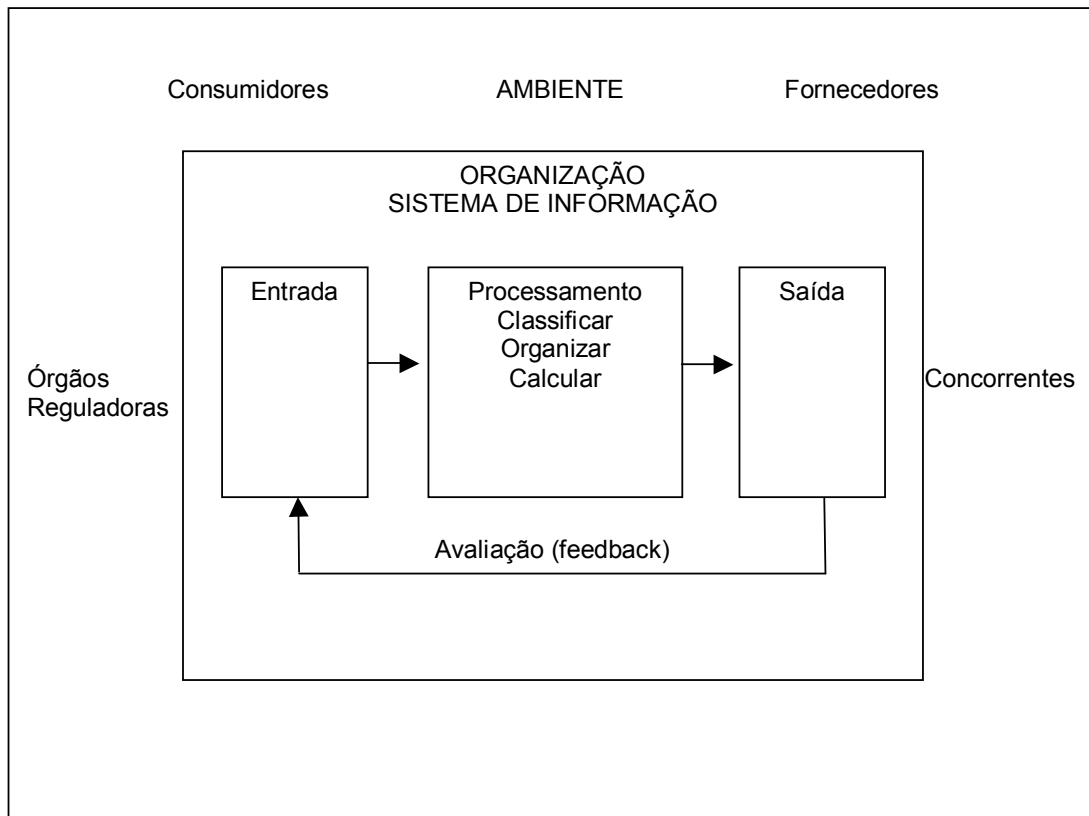 Consumidores
AMBIENTE
Fornecedores
ORGANIZAÇÃO
SISTEMA DE INFORMAÇÃO
Entrada
Processamento
Classificar
Organizar
Calcular
Saída
Órgãos
Reguladoras
Concorrentes
Avaliação (feedback)